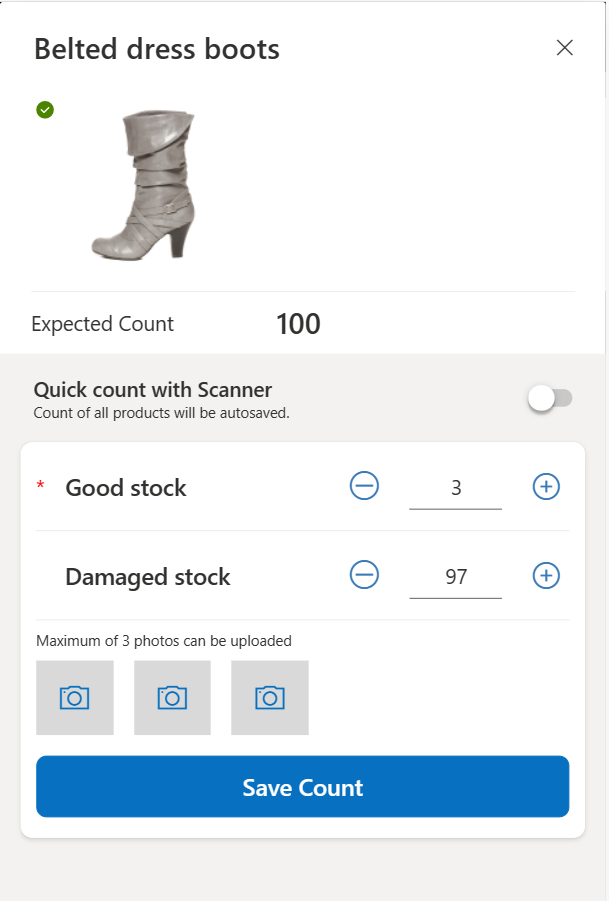 Belted dress boots
Expected Count 100
Quick count with Scanner
Count of all products will be autosaved.
* Good stock 3
Damaged stock 97
Maximum of 3 photos can be uploaded
Save Count